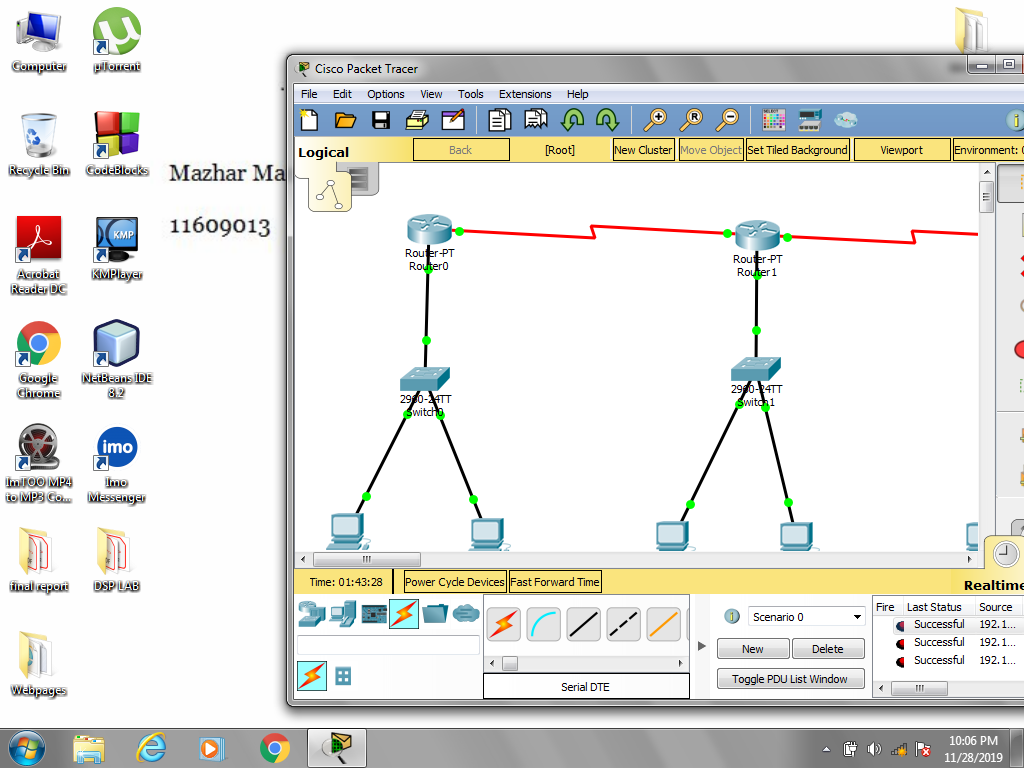 Computer
µTorrent
Recycle Bin
CodeBlocks
Acrobat
Reader DC
KMP
KMPlayer
Google
Chrome
NetBeans IDE
8.2
ImTOO MP4
to MP3 Co...
imo
Imo
Messenger
final report
DSP LAB
Webpages
Mazhar Ma
11609013
Cisco Packet Tracer
File Edit Options View Tools Extensions Help
Logical Back [Root] New Cluster Move Object Set Tiled Background Viewport Environment: 0
Router-PT
Router0
Router-PT
Router1
2960-24TT
Switch0
2960-24TT
Switch1
Time: 01:43:28 Power Cycle Devices Fast Forward Time
Realtime
Scenario 0
New Delete
Toggle PDU List Window
Serial DTE
Fire Last Status Source
Successful 192.1...
Successful 192.1...
Successful 192.1...
10:06 PM
11/28/2019